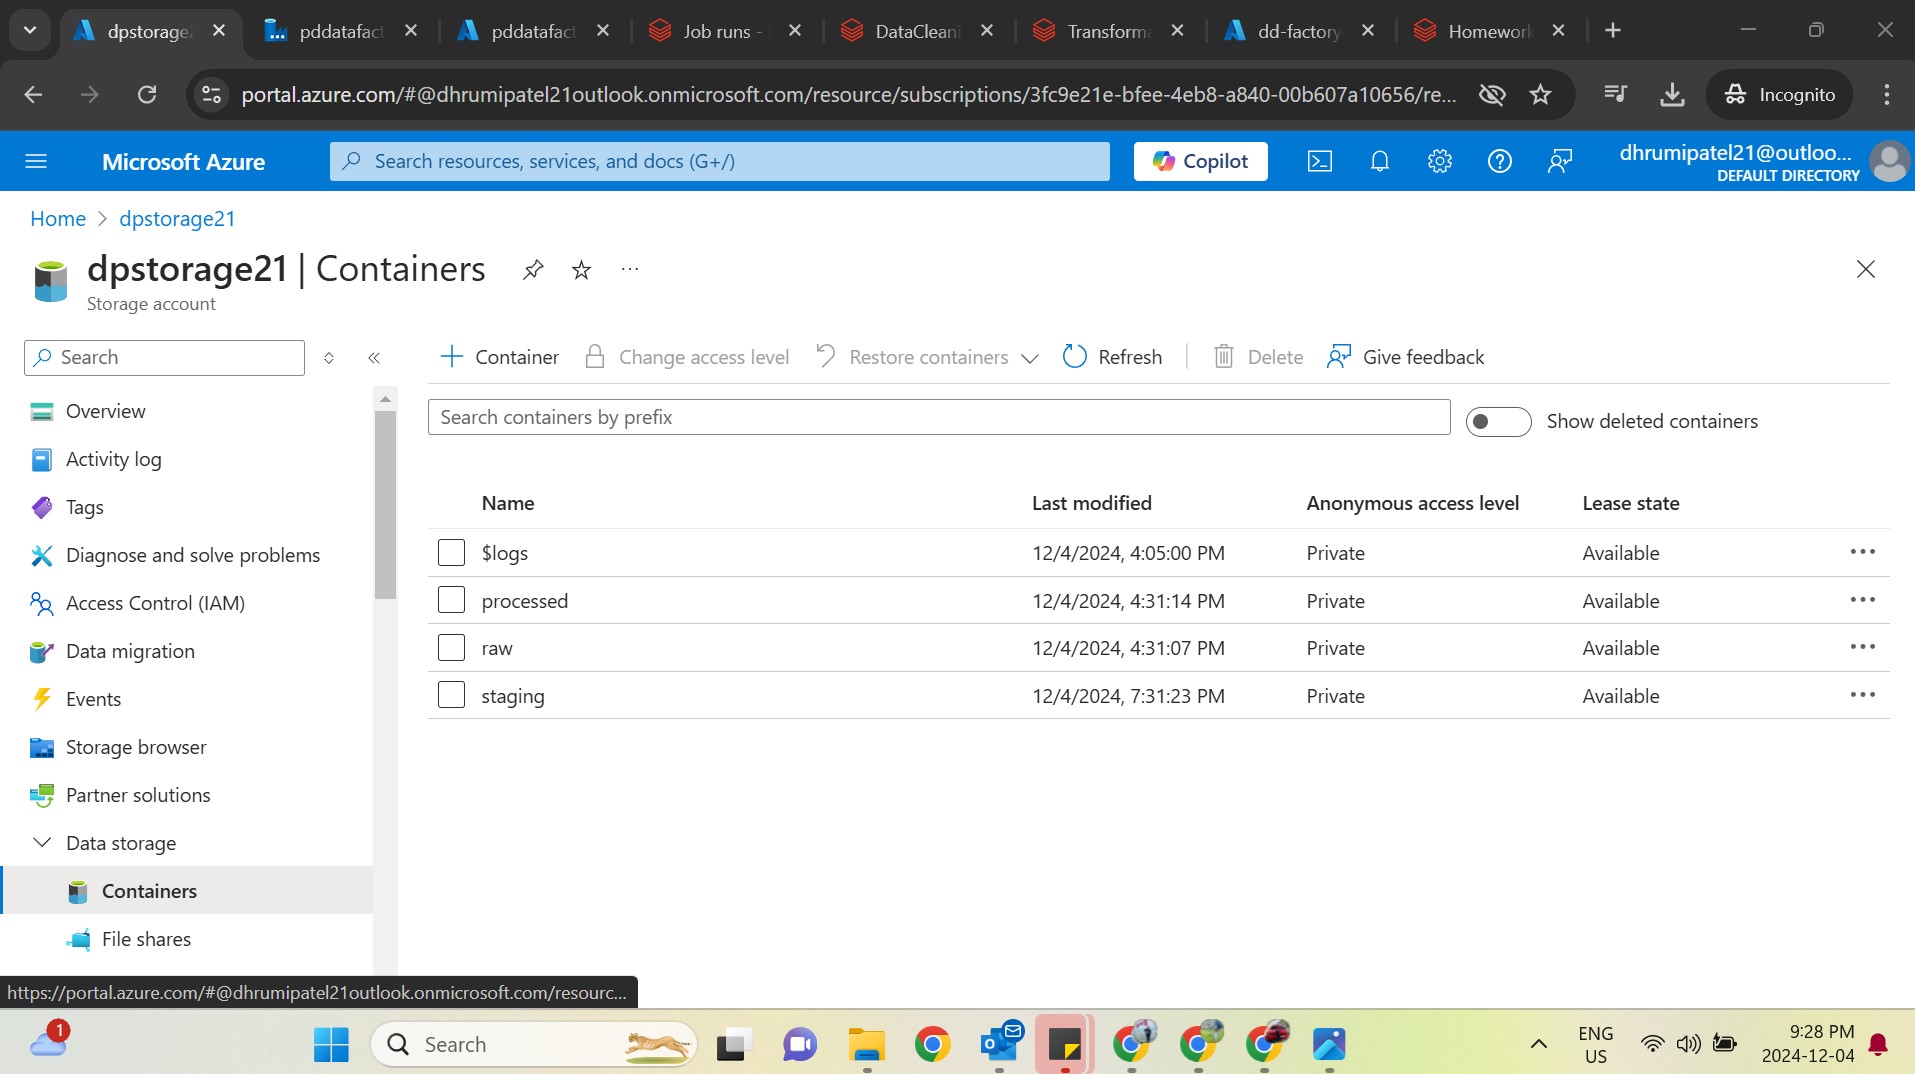 dpstorage2
pddatafact
pddatafact
Job runs -
DataCleani
Transforma
dd-factory
Homework
portal.azure.com/#@dhrumipatel21outlook.onmicrosoft.com/resource/subscriptions/3fc9e21e-bfee-4eb8-a840-00b607a10656/re...
Incognito
Microsoft Azure
Search resources, services, and docs (G+/)
Copilot
dhrumipatel21@outloo...
DEFAULT DIRECTORY
Home > dpstorage21
dpstorage21 | Containers
Storage account
Search
Container
Change access level
Restore containers
Refresh
Delete
Give feedback
Search containers by prefix
Show deleted containers
Overview
Activity log
Tags
Diagnose and solve problems
Access Control (IAM)
Data migration
Events
Storage browser
Partner solutions
Data storage
Containers
File shares
Name Last modified Anonymous access level Lease state
$logs 12/4/2024, 4:05:00 PM Private Available
processed 12/4/2024, 4:31:14 PM Private Available
raw 12/4/2024, 4:31:07 PM Private Available
staging 12/4/2024, 7:31:23 PM Private Available
https://portal.azure.com/#@dhrumipatel21outlook.onmicrosoft.com/resourc...
1
Search
ENG
US
9:28 PM
2024-12-04